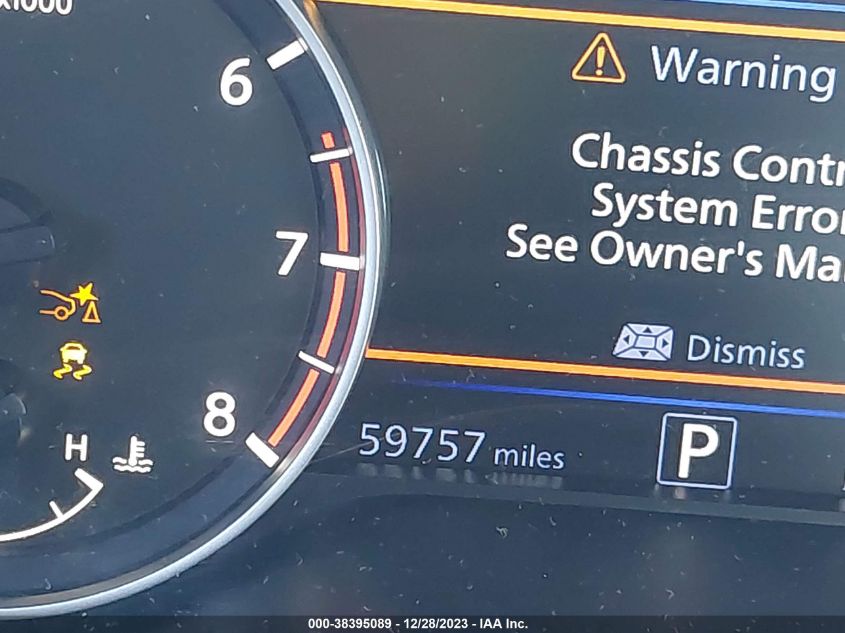 x1000
6
7
8
H
Warning
Chassis Contr
System Error
See Owner's Ma
Dismiss
59757 miles
P
000-38395089 - 12/28/2023 - IAA Inc.